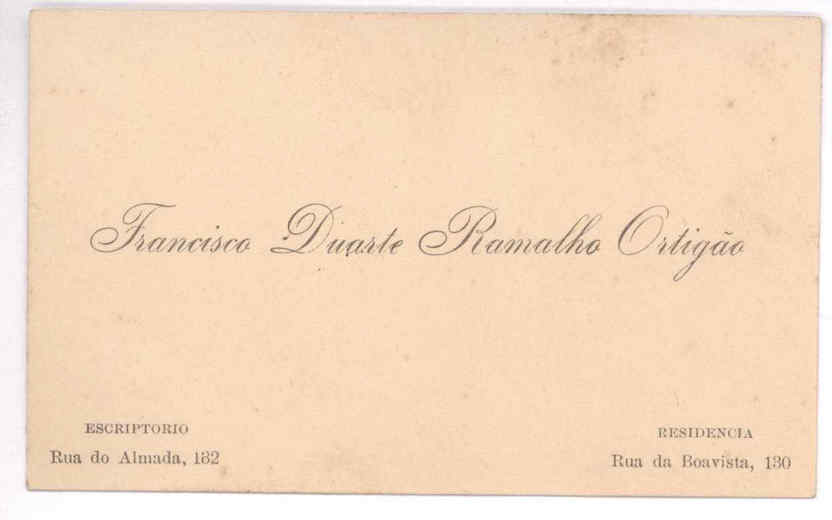 Francisco Duarte Ramalho Ortigão
ESCRIPTORIO
Rua do Almada, 182
RESIDENCIA
Rua da Boavista, 130